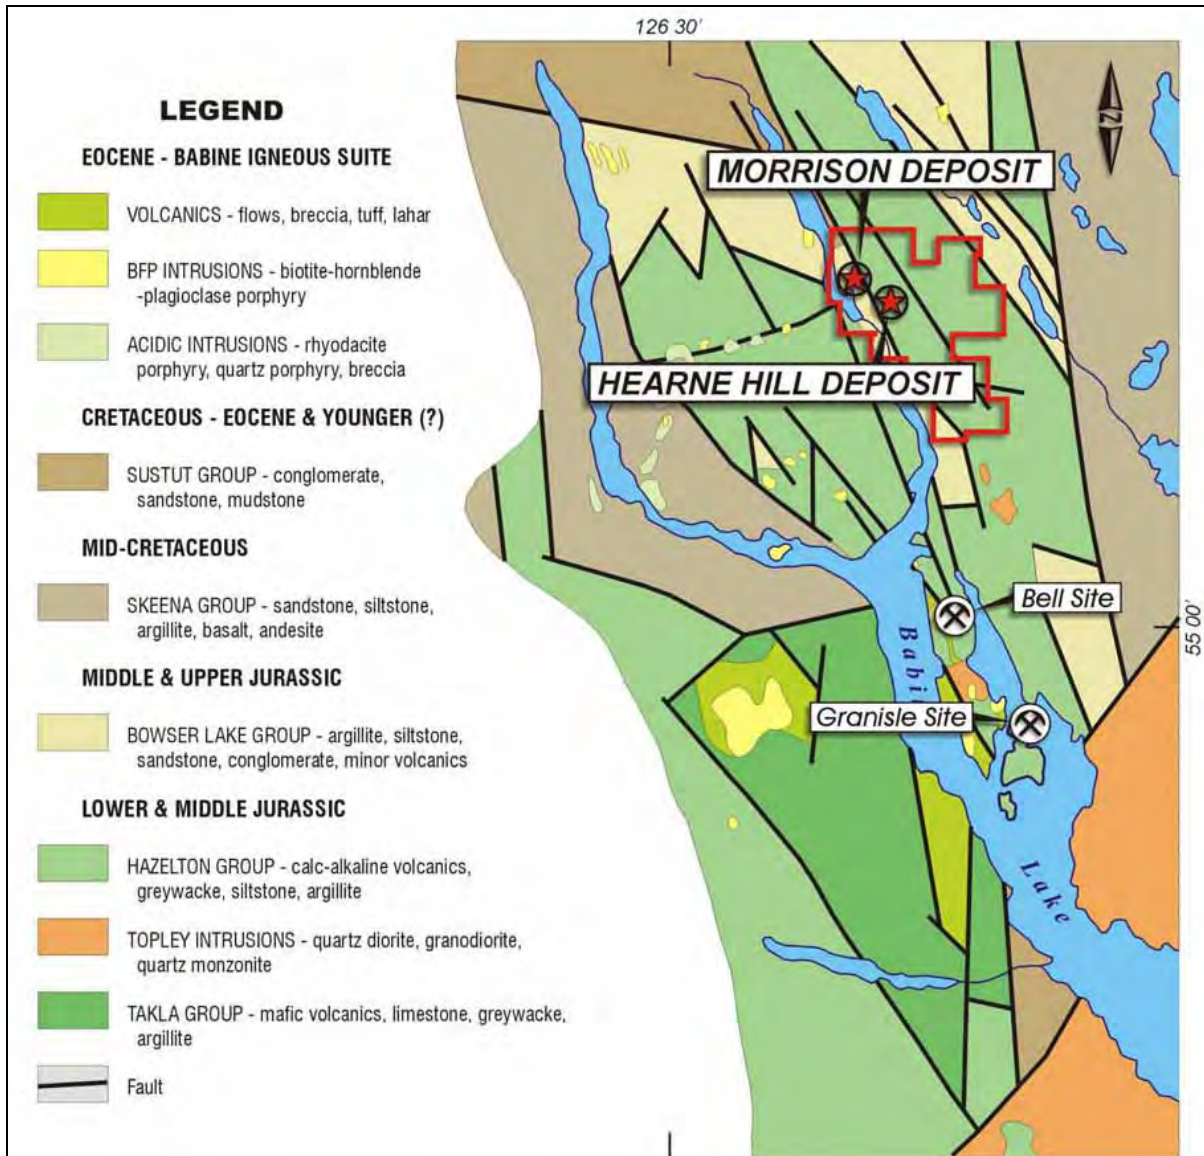 126 30'
LEGEND
EOCENE - BABINE IGNEOUS SUITE
VOLCANICS - flows, breccia, tuff, lahar
BFP INTRUSIONS - biotite-hornblende
-plagioclase porphyry
ACIDIC INTRUSIONS - rhyodacite
porphyry, quartz porphyry, breccia
CRETACEOUS - EOCENE & YOUNGER (?)
SUSTUT GROUP - conglomerate,
sandstone, mudstone
MID-CRETACEOUS
SKEENA GROUP - sandstone, siltstone,
argillite, basalt, andesite
MIDDLE & UPPER JURASSIC
BOWSER LAKE GROUP - argillite, siltstone,
sandstone, conglomerate, minor volcanics
LOWER & MIDDLE JURASSIC
HAZELTON GROUP - calc-alkaline volcanics,
greywacke, siltstone, argillite
TOPLEY INTRUSIONS - quartz diorite, granodiorite,
quartz monzonite
TAKLA GROUP - mafic volcanics, limestone, greywacke,
argillite
Fault
N
MORRISON DEPOSIT
HEARNE HILL DEPOSIT
Bell Site
55 00'
Granisle Site
Lake